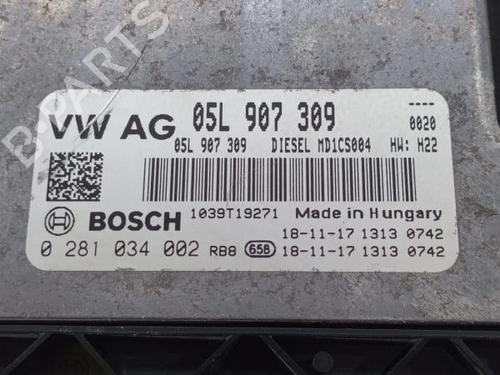 VW AG 05L 907 309 0020
05L 907 309 DIESEL MD1CS004 HW: H22
BOSCH 1039T19271 Made in Hungary
0 281 034 002 RB8 65B 18-11-17 1313 0742
18-11-17 1313 0742
B-PARTS